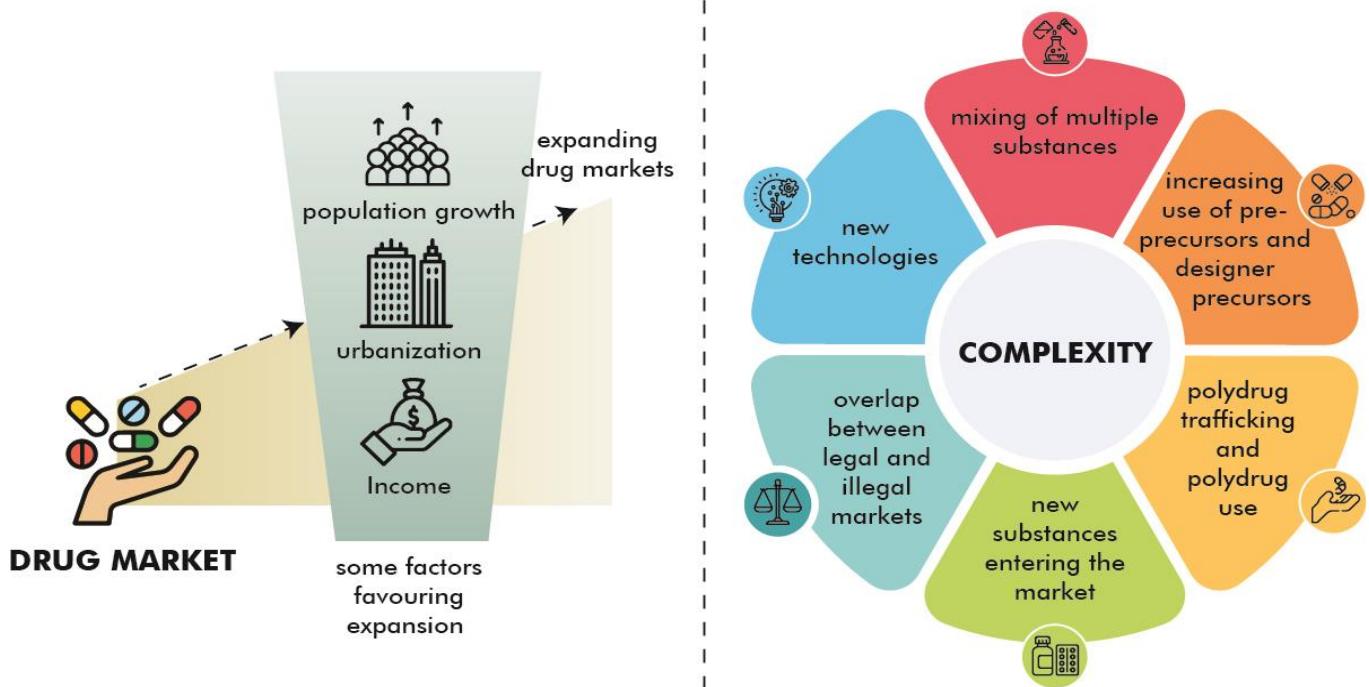 expanding
drug markets
population growth
urbanization
$
Income
DRUG MARKET
some factors
favouring
expansion
mixing of multiple
substances
increasing
use of pre-
precursors and
designer
precursors
new
technologies
COMPLEXITY
overlap
between
legal and
illegal
markets
polydrug
trafficking
and
polydrug
use
new
substances
entering the
market